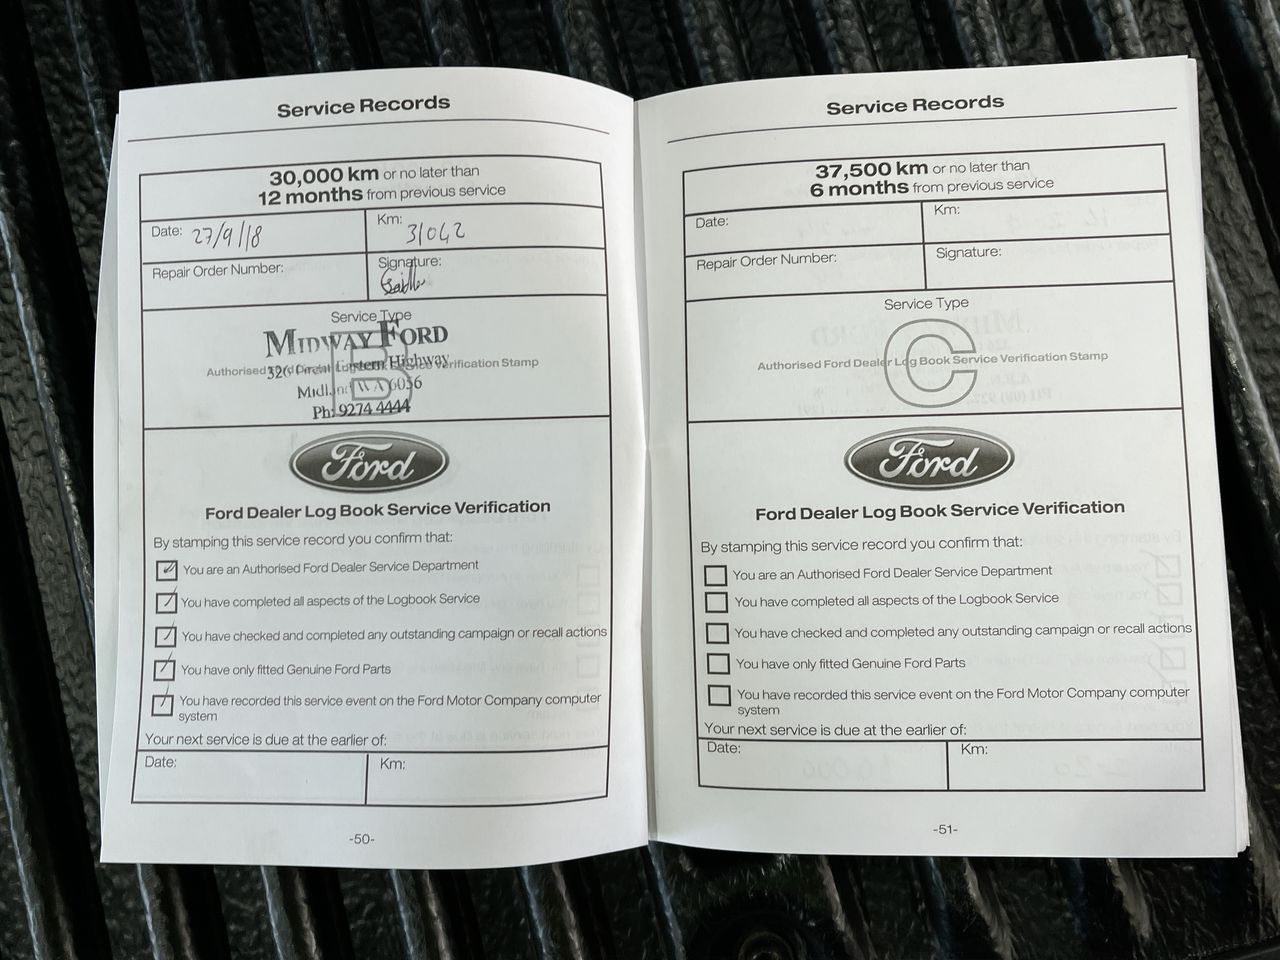 Service Records
30,000 km or no later than
12 months from previous service
Date: 27/9/18
Km: 31042
Repair Order Number:
Signature:
Service Type
B
MIDWAY FORD
Authorised Ford Dealer Log Book Service Verification Stamp
320 Great Eastern Highway
Midland WA 6056
Ph: 9274 4444
Ford
Ford Dealer Log Book Service Verification
By stamping this service record you confirm that:
You are an Authorised Ford Dealer Service Department
You have completed all aspects of the Logbook Service
You have checked and completed any outstanding campaign or recall actions
You have only fitted Genuine Ford Parts
You have recorded this service event on the Ford Motor Company computer
system
Your next service is due at the earlier of:
Date:
Km:
-50-
Service Records
37,500 km or no later than
6 months from previous service
Date:
Km:
Repair Order Number:
Signature:
Service Type
C
Authorised Ford Dealer Log Book Service Verification Stamp
Ford
Ford Dealer Log Book Service Verification
By stamping this service record you confirm that:
You are an Authorised Ford Dealer Service Department
You have completed all aspects of the Logbook Service
You have checked and completed any outstanding campaign or recall actions
You have only fitted Genuine Ford Parts
You have recorded this service event on the Ford Motor Company computer
system
Your next service is due at the earlier of:
Date:
Km:
-51-